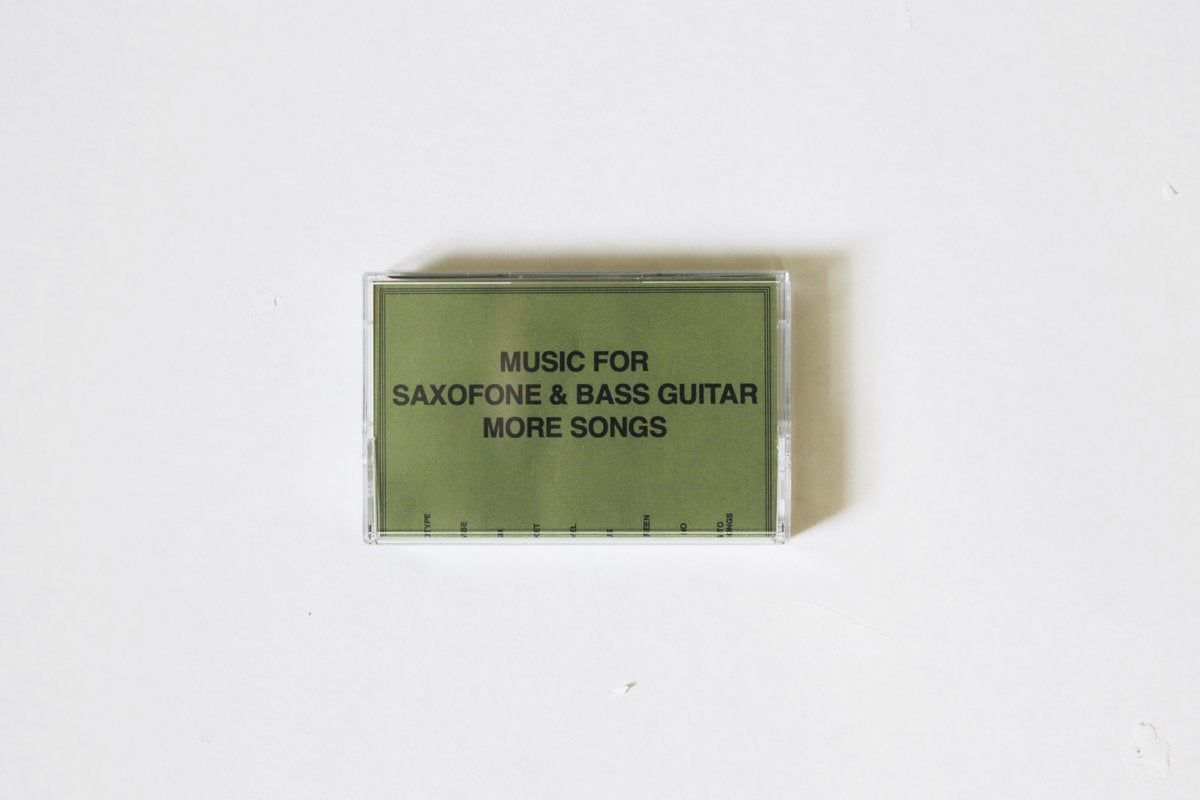 MUSIC FOR
SAXOFONE & BASS GUITAR
MORE SONGS